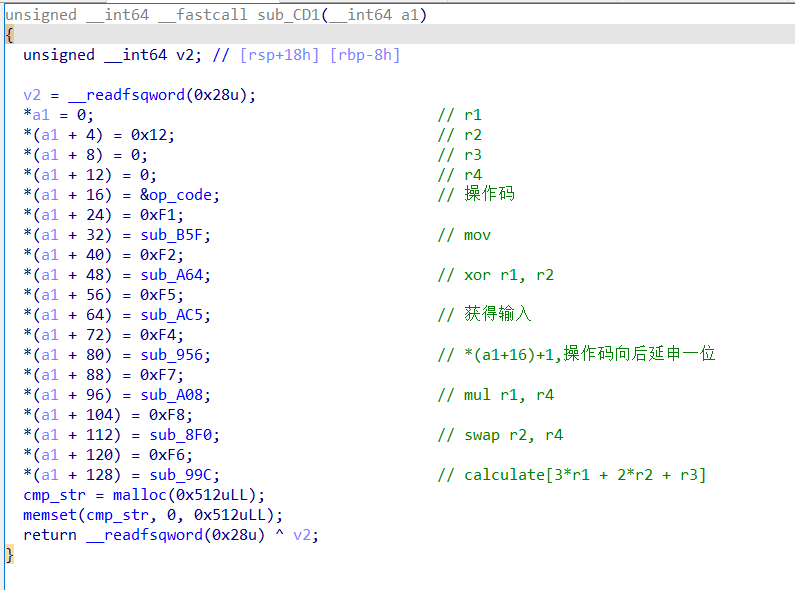 unsigned __int64 __fastcall sub_CD1(__int64 a1)
{
unsigned __int64 v2; // [rsp+18h] [rbp-8h]
v2 = __readfsqword(0x28u);
*a1 = 0; // r1
*(a1 + 4) = 0x12; // r2
*(a1 + 8) = 0; // r3
*(a1 + 12) = 0; // r4
*(a1 + 16) = &op_code; // 操作码
*(a1 + 24) = 0xF1;
*(a1 + 32) = sub_B5F; // mov
*(a1 + 40) = 0xF2;
*(a1 + 48) = sub_A64; // xor r1, r2
*(a1 + 56) = 0xF5;
*(a1 + 64) = sub_AC5; // 获得输入
*(a1 + 72) = 0xF4;
*(a1 + 80) = sub_956; // *(a1+16)+1,操作码向后延申一位
*(a1 + 88) = 0xF7;
*(a1 + 96) = sub_A08; // mul r1, r4
*(a1 + 104) = 0xF8;
*(a1 + 112) = sub_8F0; // swap r2, r4
*(a1 + 120) = 0xF6;
*(a1 + 128) = sub_99C; // calculate[3*r1 + 2*r2 + r3]
cmp_str = malloc(0x512uLL);
memset(cmp_str, 0, 0x512uLL);
return __readfsqword(0x28u) ^ v2;
}